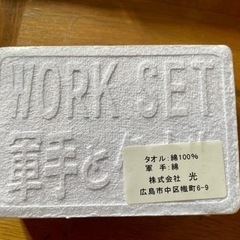 WORK SET
軍手と
タオル:綿100%
軍 手:綿
株式会社 光
広島市中区幟町6-9